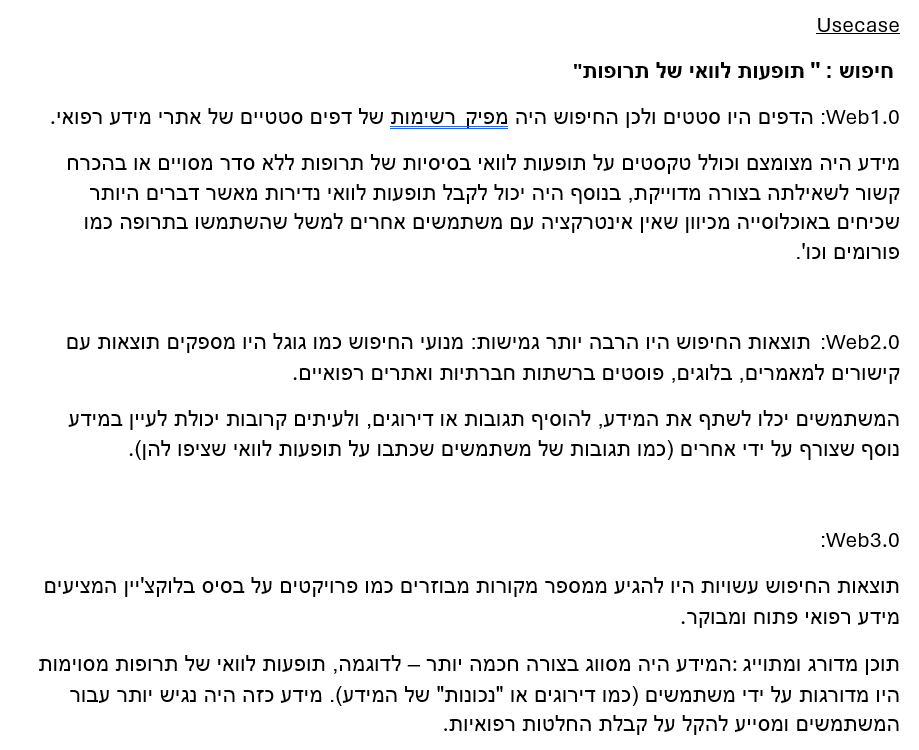 Usecase
חיפוש : " תופעות לוואי של תרופות"
Web1.0: הדפים היו סטטים ולכן החיפוש היה מפיק רשימות של דפים סטטיים של אתרי מידע רפואי.
מידע היה מצומצם וכולל טקסטים על תופעות לוואי בסיסיות של תרופות ללא סדר מסויים או בהכרח
קשור לשאילתה בצורה מדוייקת, בנוסף היה יכול לקבל תופעות לוואי נדירות מאשר דברים היותר
שכיחים באוכלוסייה מכיוון שאין אינטרקציה עם משתמשים אחרים למשל שהשתמשו בתרופה כמו
פורומים וכו'.
Web2.0: תוצאות החיפוש היו הרבה יותר גמישות: מנועי החיפוש כמו גוגל היו מספקים תוצאות עם
קישורים למאמרים, בלוגים, פוסטים ברשתות חברתיות ואתרים רפואיים.
המשתמשים יכלו לשתף את המידע, להוסיף תגובות או דירוגים, ולעיתים קרובות יכולת לעיין במידע
נוסף שצורף על ידי אחרים (כמו תגובות של משתמשים שכתבו על תופעות לוואי שציפו להן).
Web3.0:
תוצאות החיפוש עשויות היו להגיע ממספר מקורות מבוזרים כמו פרויקטים על בסיס בלוקצ'יין המציעים
מידע רפואי פתוח ומבוקר.
תוכן מדורג ומתוייג :המידע היה מסווג בצורה חכמה יותר – לדוגמה, תופעות לוואי של תרופות מסוימות
היו מדורגות על ידי משתמשים (כמו דירוגים או "נכונות" של המידע). מידע כזה היה נגיש יותר עבור
המשתמשים ומסייע להקל על קבלת החלטות רפואיות.